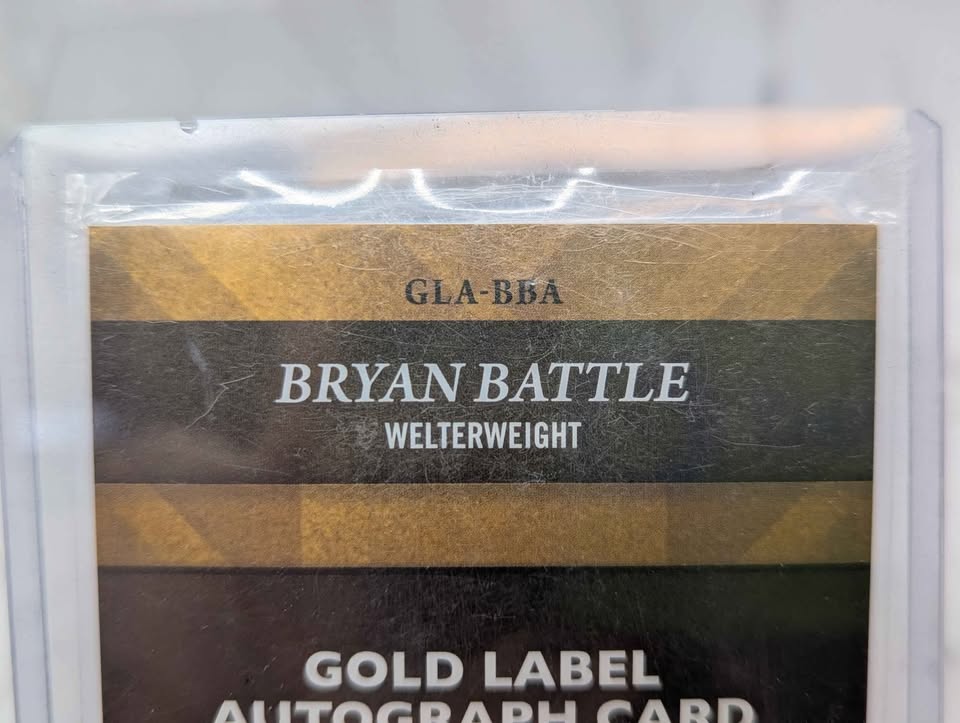 GLA-BBA
BRYAN BATTLE
WELTERWEIGHT
GOLD LABEL
AUTOGRAPH CARD